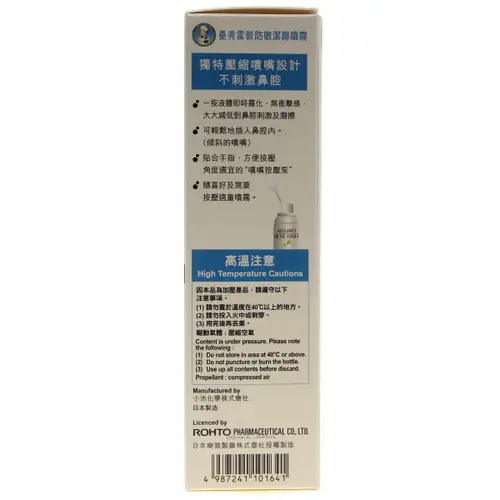 曼秀雷敦防敏潔鼻噴霧
獨特壓縮噴嘴設計
不刺激鼻腔
一按液體即時霧化，無衝擊感，
大大減低對鼻腔刺激及磨擦
可輕鬆地插入鼻腔內。
(傾斜的噴嘴)
貼合手指，方便按壓
角度適宜的"噴嘴按壓泵"
隨喜好及需要
按壓適量噴霧。
高溫注意
High Temperature Cautions
因本品為加壓產品，請遵守以下
注意事項。
(1) 請勿置於溫度在40℃以上的地方。
(2) 請勿投入火中或刺穿。
(3) 用完後再丟棄。
驅動氣體：壓縮空氣
Content is under pressure. Please note
the following :
(1) Do not store in area at 40°C or above.
(2) Do not puncture or burn the bottle.
(3) Use up all contents before discard.
Propellant : compressed air
Manufactured by
小池化學株式會社
日本製造
Licenced by
ROHTO PHARMACEUTICAL CO., LTD.
OSAKA, JAPAN
日本樂敦製藥株式會社授權製造
4 987241 101641